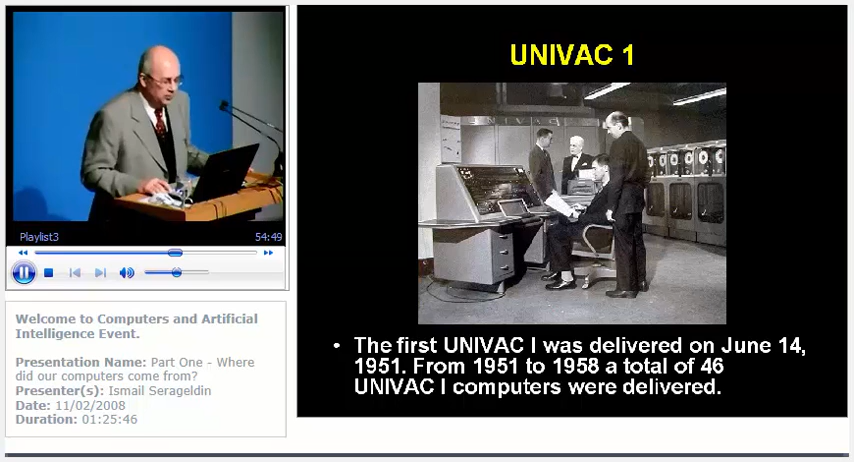 UNIVAC 1
UNIVAC
Playlist3
54:49
Welcome to Computers and Artificial
Intelligence Event.
Presentation Name: Part One - Where
did our computers come from?
Presenter(s): Ismail Serageldin
Date: 11/02/2008
Duration: 01:25:46
• The first UNIVAC I was delivered on June 14,
1951. From 1951 to 1958 a total of 46
UNIVAC I computers were delivered.